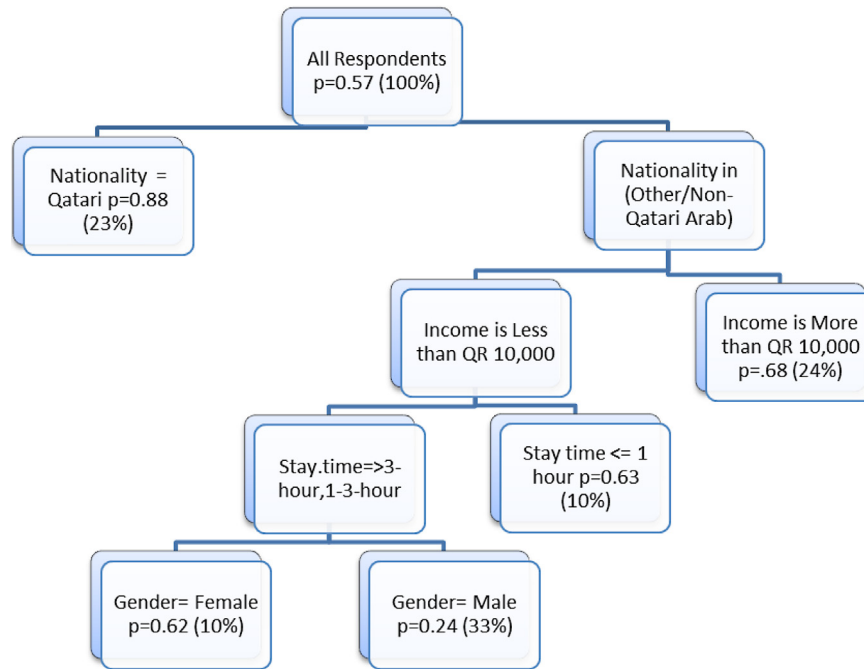 All Respondents
p=0.57 (100%)
Nationality =
Qatari p=0.88
(23%)
Nationality in
(Other/Non-
Qatari Arab)
Income is Less
than QR 10,000
Income is More
than QR 10,000
p=.68 (24%)
Stay.time=>3-
hour,1-3-hour
Stay time <= 1
hour p=0.63
(10%)
Gender= Female
p=0.62 (10%)
Gender= Male
p=0.24 (33%)